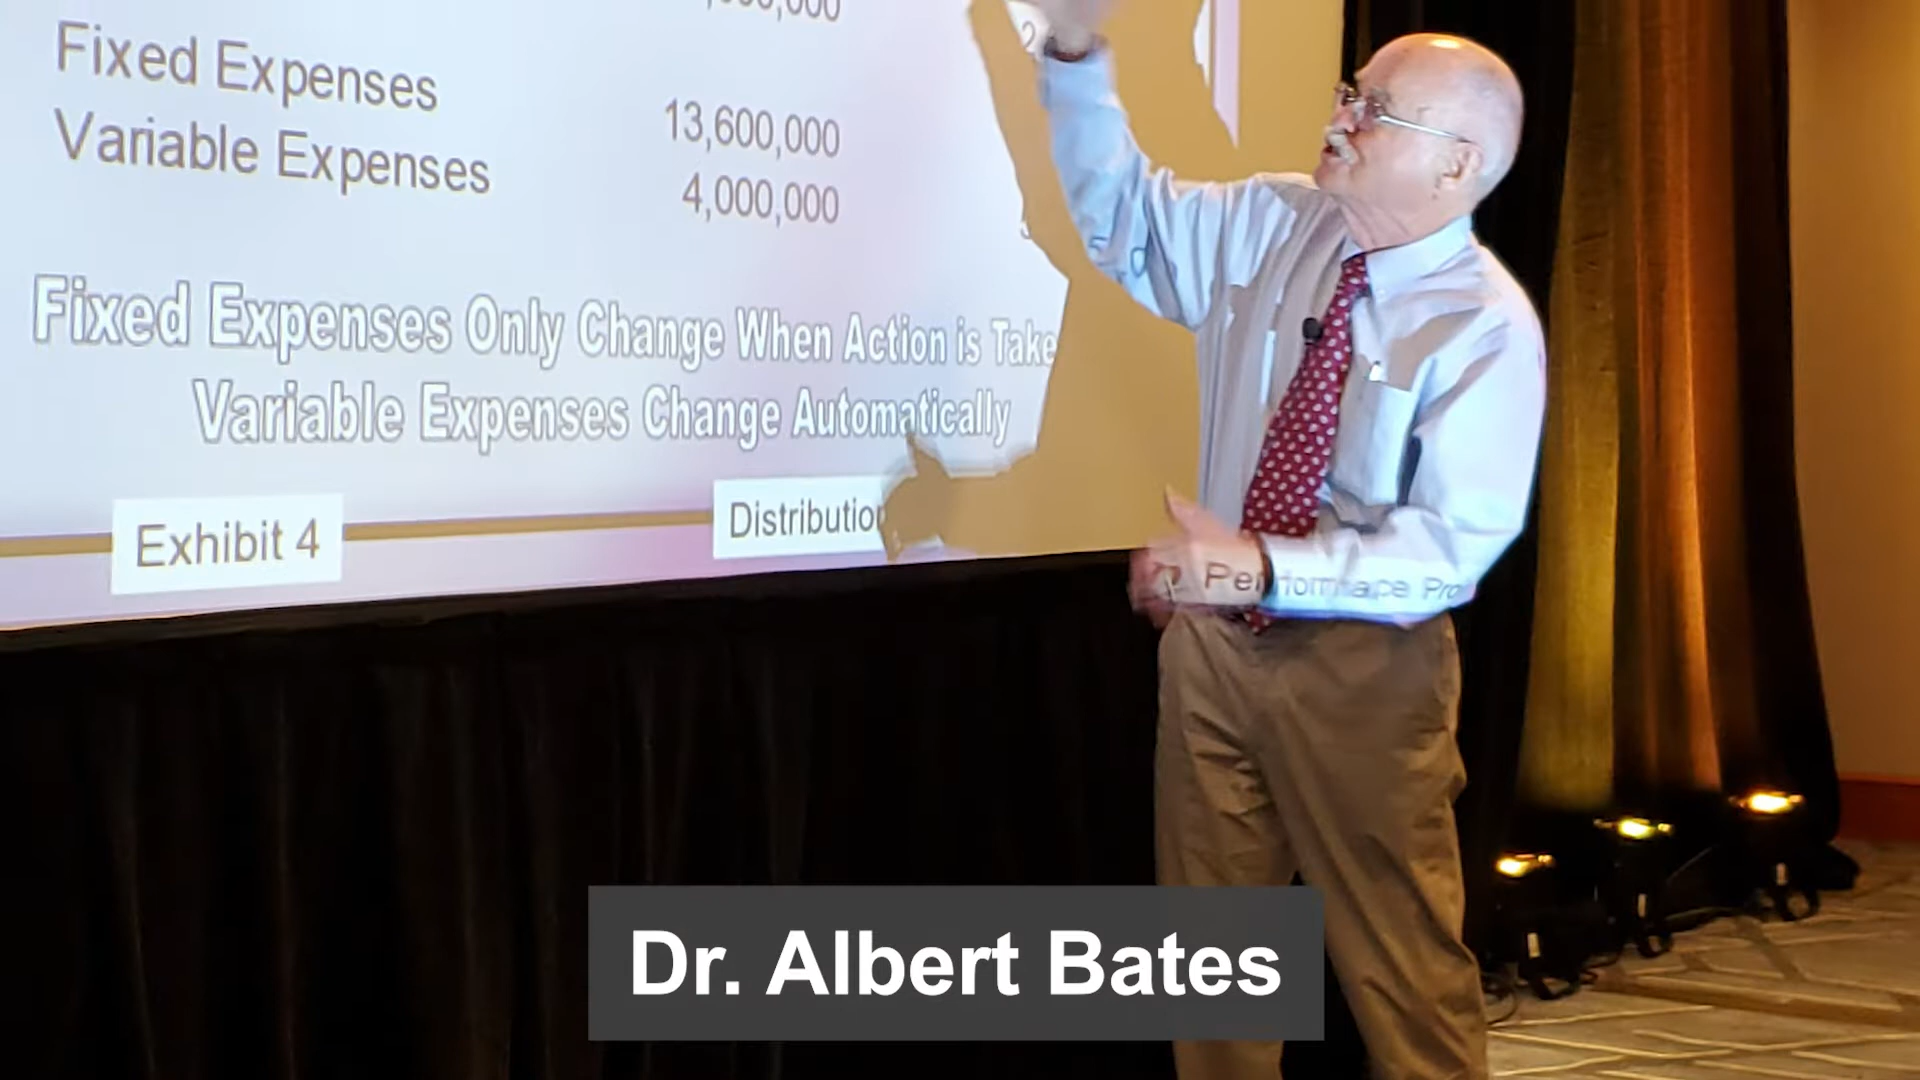 Fixed Expenses
13,600,000
Variable Expenses
4,000,000
Fixed Expenses Only Change When Action is Take
Variable Expenses Change Automatically
Exhibit 4
Distribution
Dr. Albert Bates